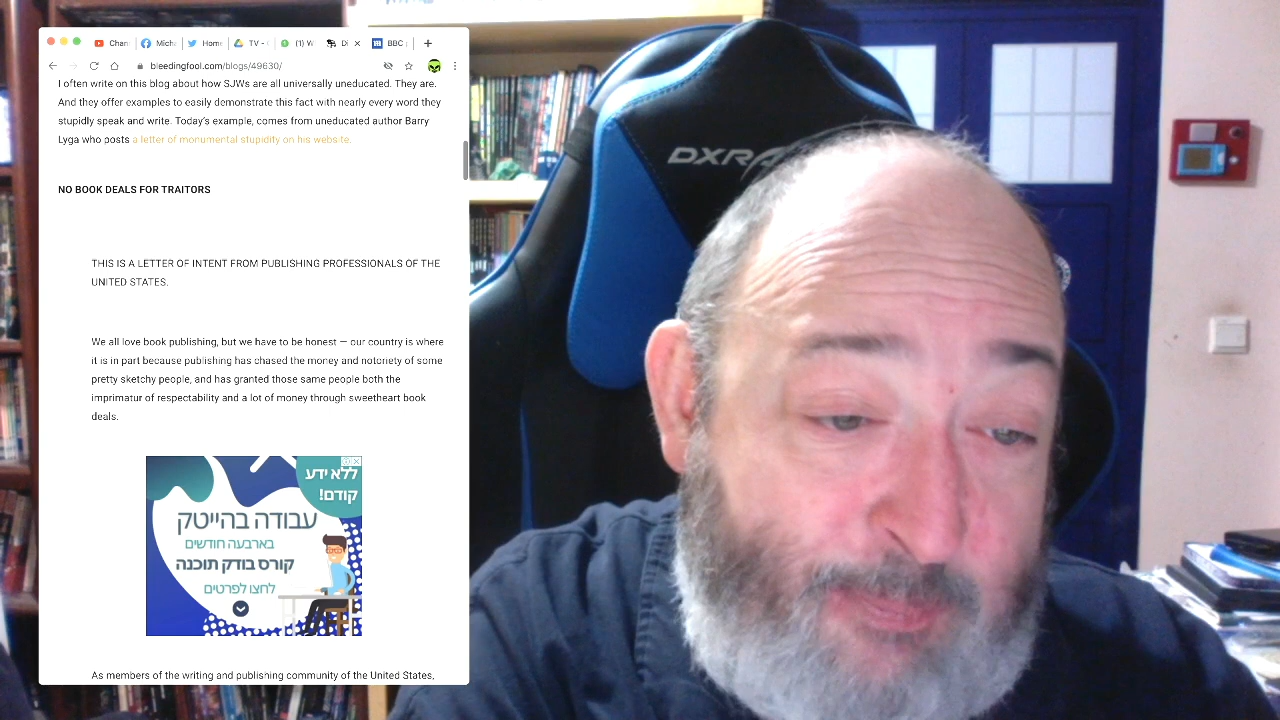 Chan
Mich
Home
TV -
(1) W
Di
BBC
bleedingfool.com/blogs/49630/
I often write on this blog about how SJWs are all universally uneducated. They are.
And they offer examples to easily demonstrate this fact with nearly every word they
stupidly speak and write. Today's example, comes from uneducated author Barry
Lyga who posts a letter of monumental stupidity on his website.
NO BOOK DEALS FOR TRAITORS
THIS IS A LETTER OF INTENT FROM PUBLISHING PROFESSIONALS OF THE
UNITED STATES.
We all love book publishing, but we have to be honest — our country is where
it is in part because publishing has chased the money and notoriety of some
pretty sketchy people, and has granted those same people both the
imprimatur of respectability and a lot of money through sweetheart book
deals.
ללא ידע
קודם!
עבודה בהייטק
בארבעה חודשים
קורס בודק תוכנה
לחצו לפרטים
As members of the writing and publishing community of the United States,
DXRA